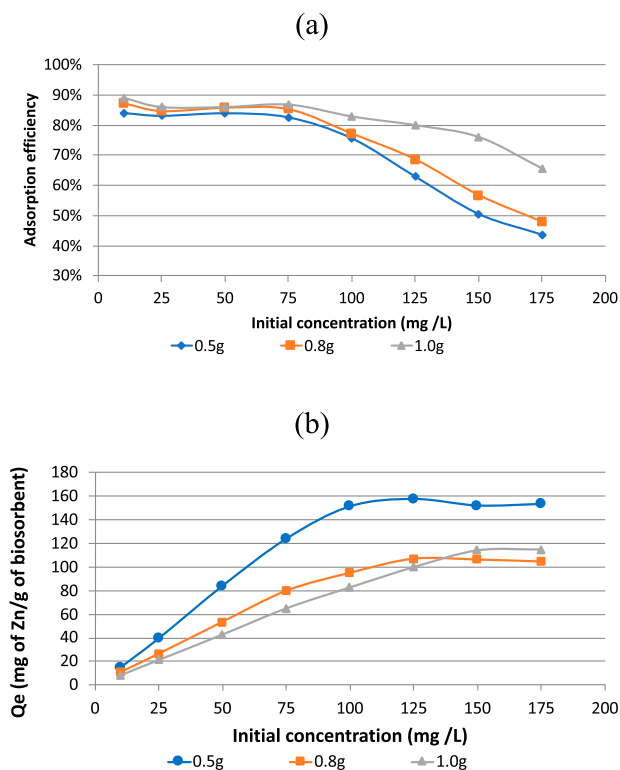 (a)
100%
90%
80%
70%
60%
50%
40%
30%
Adsorption efficiency
0 25 50 75 100 125 150 175 200
Initial concentration (mg /L)
0.5g 0.8g 1.0g
(b)
180
160
140
120
100
80
60
40
20
0
Qe (mg of Zn/g of biosorbent)
0 25 50 75 100 125 150 175 200
Initial concentration (mg /L)
0.5g 0.8g 1.0g